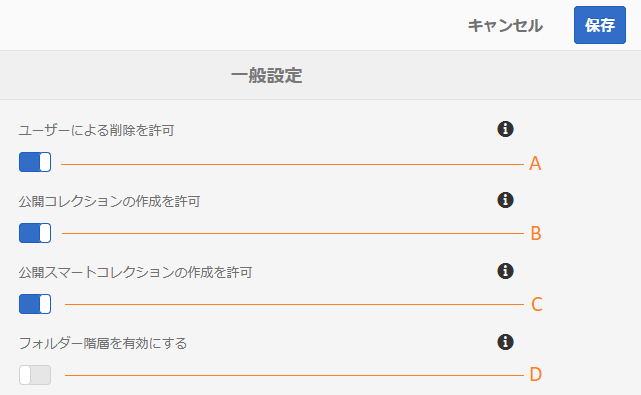 キャンセル 保存
一般設定
ユーザーによる削除を許可
A
公開コレクションの作成を許可
B
公開スマートコレクションの作成を許可
C
フォルダー階層を有効にする
D